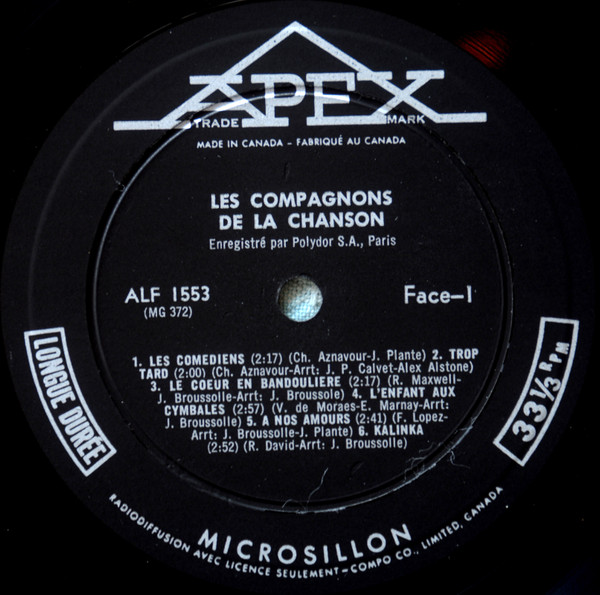 APEX
TRADE MARK
MADE IN CANADA – FABRIQUÉ AU CANADA
LES COMPAGNONS
DE LA CHANSON
Enregistré par Polydor S.A., Paris
ALF 1553
(MG 372)
Face–1
1. LES COMEDIENS (2:17) (Ch. Aznavour-J. Plante) 2. TROP
TARD (2:00) (Ch. Aznavour-Arrt: J. P. Calvet-Alex Alstone)
3. LE COEUR EN BANDOULIERE (2:17) (R. Maxwell-
J. Broussolle-Arrt: J. Broussole) 4. L'ENFANT AUX
CYMBALES (2:57) (V. de Moraes-E. Marnay-Arrt:
J. Broussolle) 5. A NOS AMOURS (2:41) (F. Lopez-
Arrt: J. Broussolle-J. Plante) 6. KALINKA
(2:52) (R. David-Arrt: J. Broussolle)
LONGUE DURÉE
33 1/3 RPM
MICROSILLON
RADIODIFFUSION AVEC LICENCE SEULEMENT–COMPO CO., LIMITED, CANADA